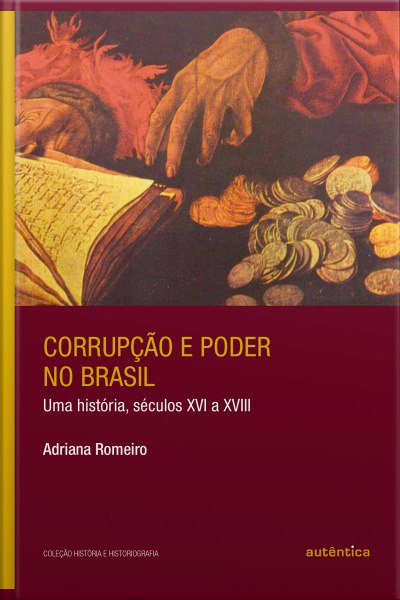 CORRUPÇÃO E PODER
NO BRASIL
Uma história, séculos XVI a XVIII
Adriana Romeiro
COLEÇÃO HISTÓRIA E HISTORIOGRAFIA
autêntica